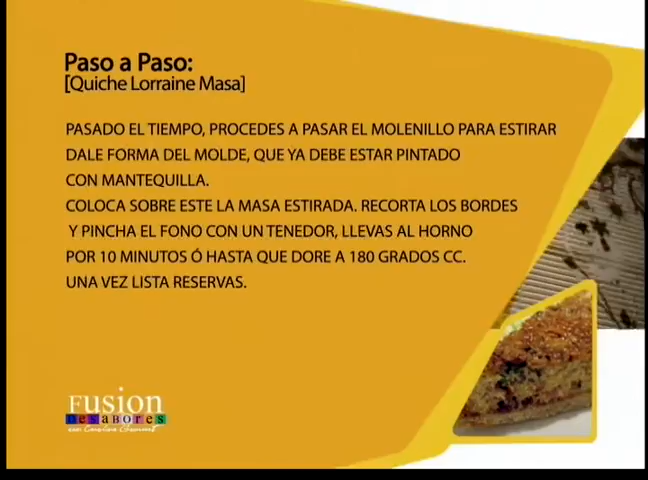 Paso a Paso:
[Quiche Lorraine Masa]
PASADO EL TIEMPO, PROCEDES A PASAR EL MOLENILLO PARA ESTIRAR
DALE FORMA DEL MOLDE, QUE YA DEBE ESTAR PINTADO
CON MANTEQUILLA.
COLOCA SOBRE ESTE LA MASA ESTIRADA. RECORTA LOS BORDES
Y PINCHA EL FONO CON UN TENEDOR, LLEVAS AL HORNO
POR 10 MINUTOS Ó HASTA QUE DORE A 180 GRADOS CC.
UNA VEZ LISTA RESERVAS.
FUsion
DESABORES